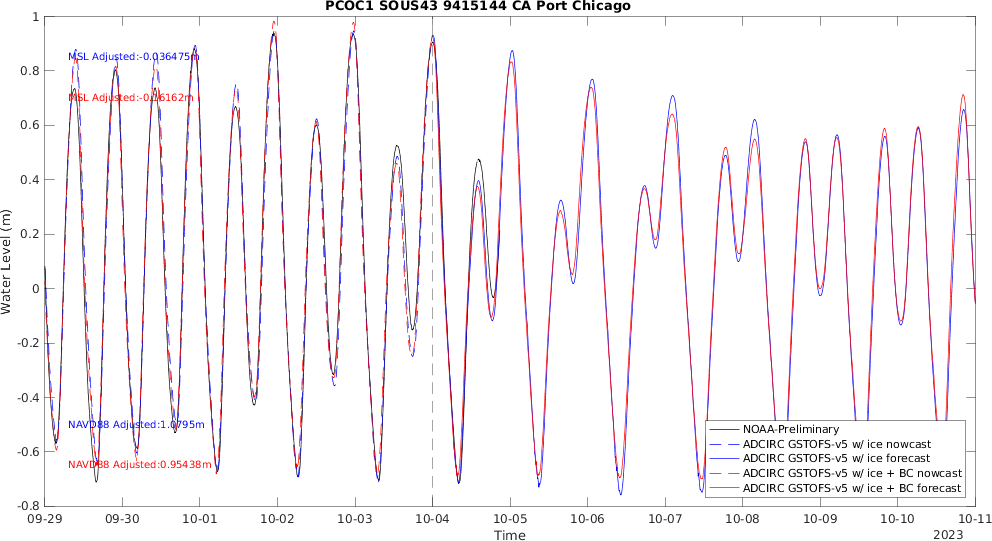 PCOC1 SOUS43 9415144 CA Port Chicago
1
0.8
0.6
0.4
0.2
0
-0.2
-0.4
-0.6
-0.8
Water Level (m)
MSL Adjusted:-0.036475m
MSL Adjusted:-0.16162m
NAVD88 Adjusted:1.0795m
NAVD88 Adjusted:0.95438m
NOAA-Preliminary
ADCIRC GSTOFS-v5 w/ ice nowcast
ADCIRC GSTOFS-v5 w/ ice forecast
ADCIRC GSTOFS-v5 w/ ice + BC nowcast
ADCIRC GSTOFS-v5 w/ ice + BC forecast
09-29 09-30 10-01 10-02 10-03 10-04 10-05 10-06 10-07 10-08 10-09 10-10 10-11
Time
2023